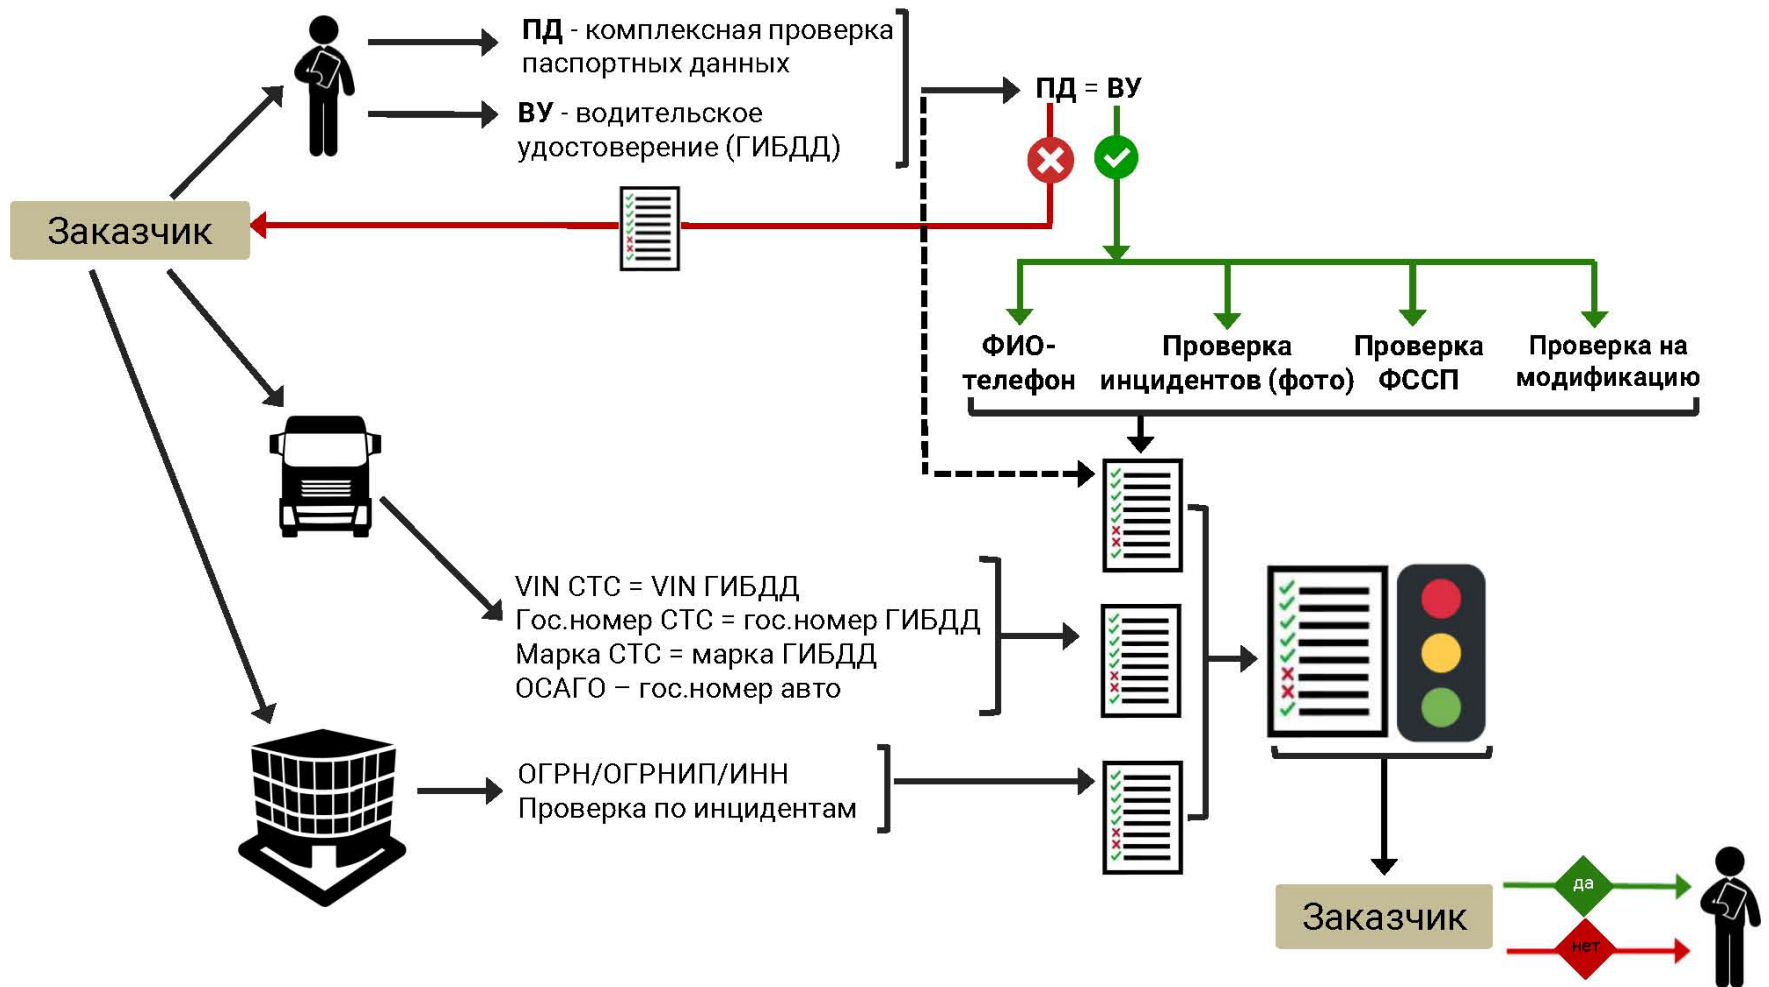 ПД - комплексная проверка
паспортных данных
ВУ - водительское
удостоверение (ГИБДД)
ПД = ВУ
Заказчик
ФИО-
телефон
Проверка
инцидентов (фото)
Проверка
ФССП
Проверка на
модификацию
VIN СТС = VIN ГИБДД
Гос.номер СТС = гос.номер ГИБДД
Марка СТС = марка ГИБДД
ОСАГО – гос.номер авто
ОГРН/ОГРНИП/ИНН
Проверка по инцидентам
Заказчик
да
нет